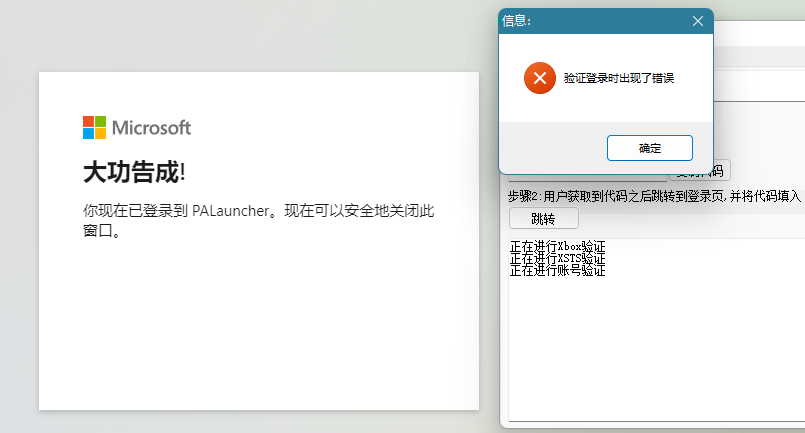 信息:
验证登录时出现了错误
确定
Microsoft
大功告成!
你现在已登录到 PALauncher。现在可以安全地关闭此
窗口。
代码
步骤2:用户获取到代码之后跳转到登录页,并将代码填入
跳转
正在进行Xbox验证
正在进行XSTS验证
正在进行账号验证